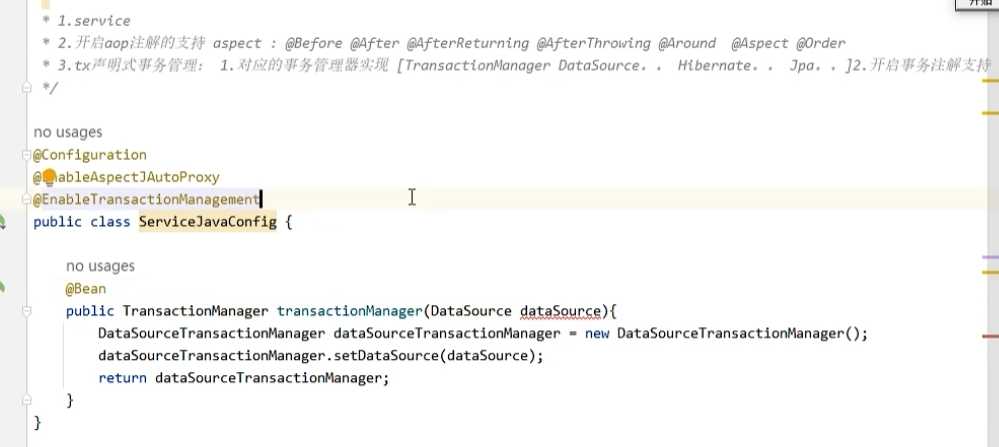 开始
* 1.service
* 2.开启aop注解的支持 aspect : @Before @After @AfterReturning @AfterThrowing @Around @Aspect @Order
* 3.tx声明式事务管理： 1.对应的事务管理器实现 [TransactionManager DataSource. . Hibernate. . Jpa. . ]2.开启事务注解支持
*/
no usages
@Configuration
@ableAspectJAutoProxy
@EnableTransactionManagement
public class ServiceJavaConfig {
no usages
@Bean
public TransactionManager transactionManager(DataSource dataSource){
DataSourceTransactionManager dataSourceTransactionManager = new DataSourceTransactionManager();
dataSourceTransactionManager.setDataSource(dataSource);
return dataSourceTransactionManager;
}
}